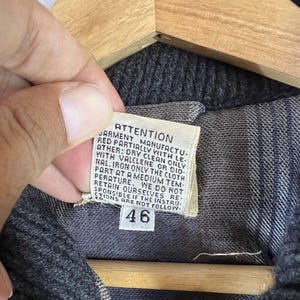 ATTENTION
GARMENT MANUFACTU-
RED PARTIALLY WITH LE-
ATHER: DRY CLEAN ONLY
WITH VALCLENE OR DID-
NAL. IRON ONLY THE CLOTH
PART AT A MEDIUM TEM-
PERATURE. WE DO NOT
RETAIN OURSELVES RE-
SPONSIBLE IF THE INSTRU-
TIONS ARE NOT FOLLOW-
46